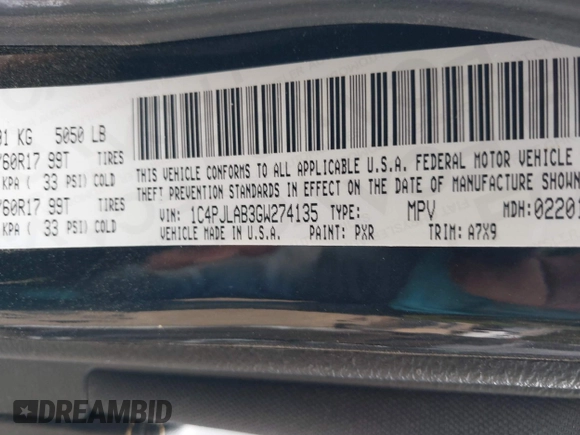 91 KG 5050 LB
/60R17 99T TIRES
KPA ( 33 PSI) COLD
/60R17 99T TIRES
KPA ( 33 PSI) COLD
THIS VEHICLE CONFORMS TO ALL APPLICABLE U.S.A. FEDERAL MOTOR VEHICLE
THEFT PREVENTION STANDARDS IN EFFECT ON THE DATE OF MANUFACTURE SHOWN
VIN: 1C4PJLAB3GW274135 TYPE: MPV MDH: 02201
VEHICLE MADE IN U.S.A. PAINT: PXR TRIM: A7X9
DREAMBID